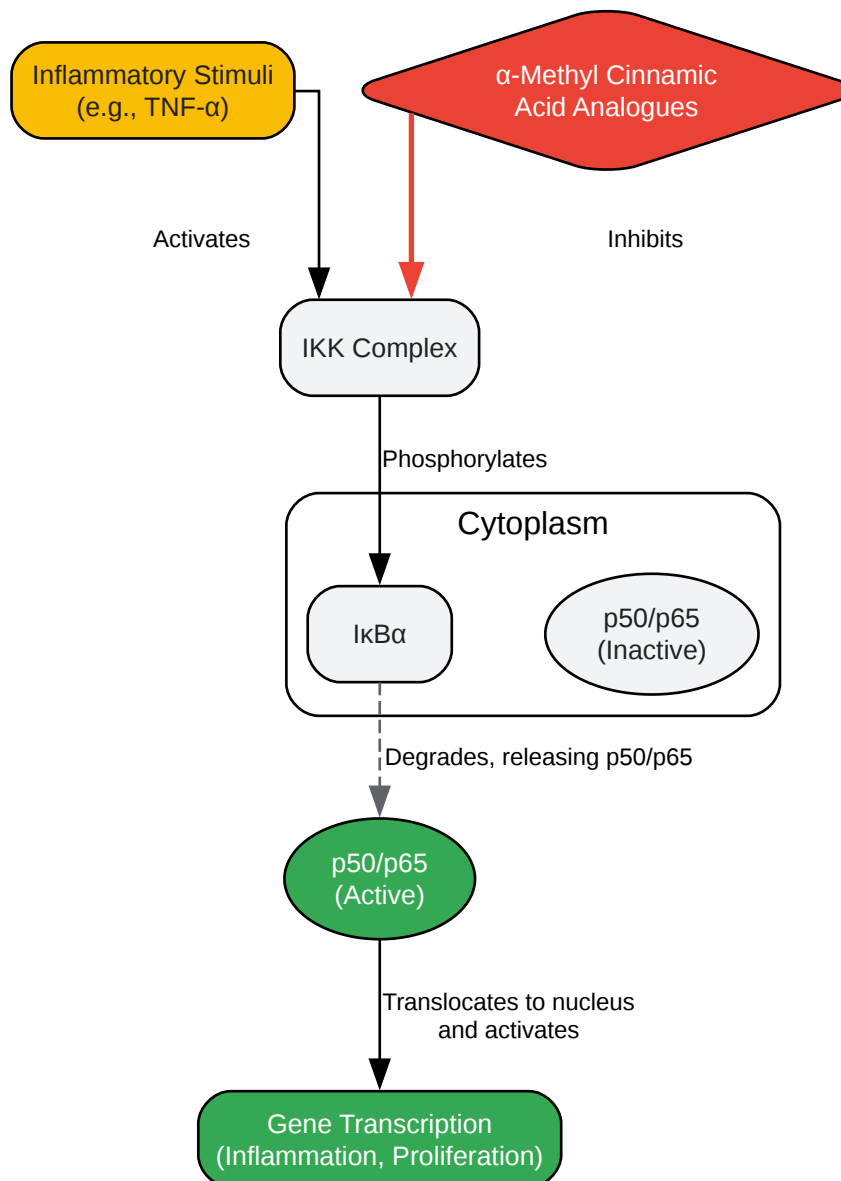 Inflammatory Stimuli
(e.g., TNF-α)
α-Methyl Cinnamic
Acid Analogues
Activates
Inhibits
IKK Complex
Phosphorylates
Cytoplasm
IκBα
p50/p65
(Inactive)
Degrades, releasing p50/p65
p50/p65
(Active)
Translocates to nucleus
and activates
Gene Transcription
(Inflammation, Proliferation)